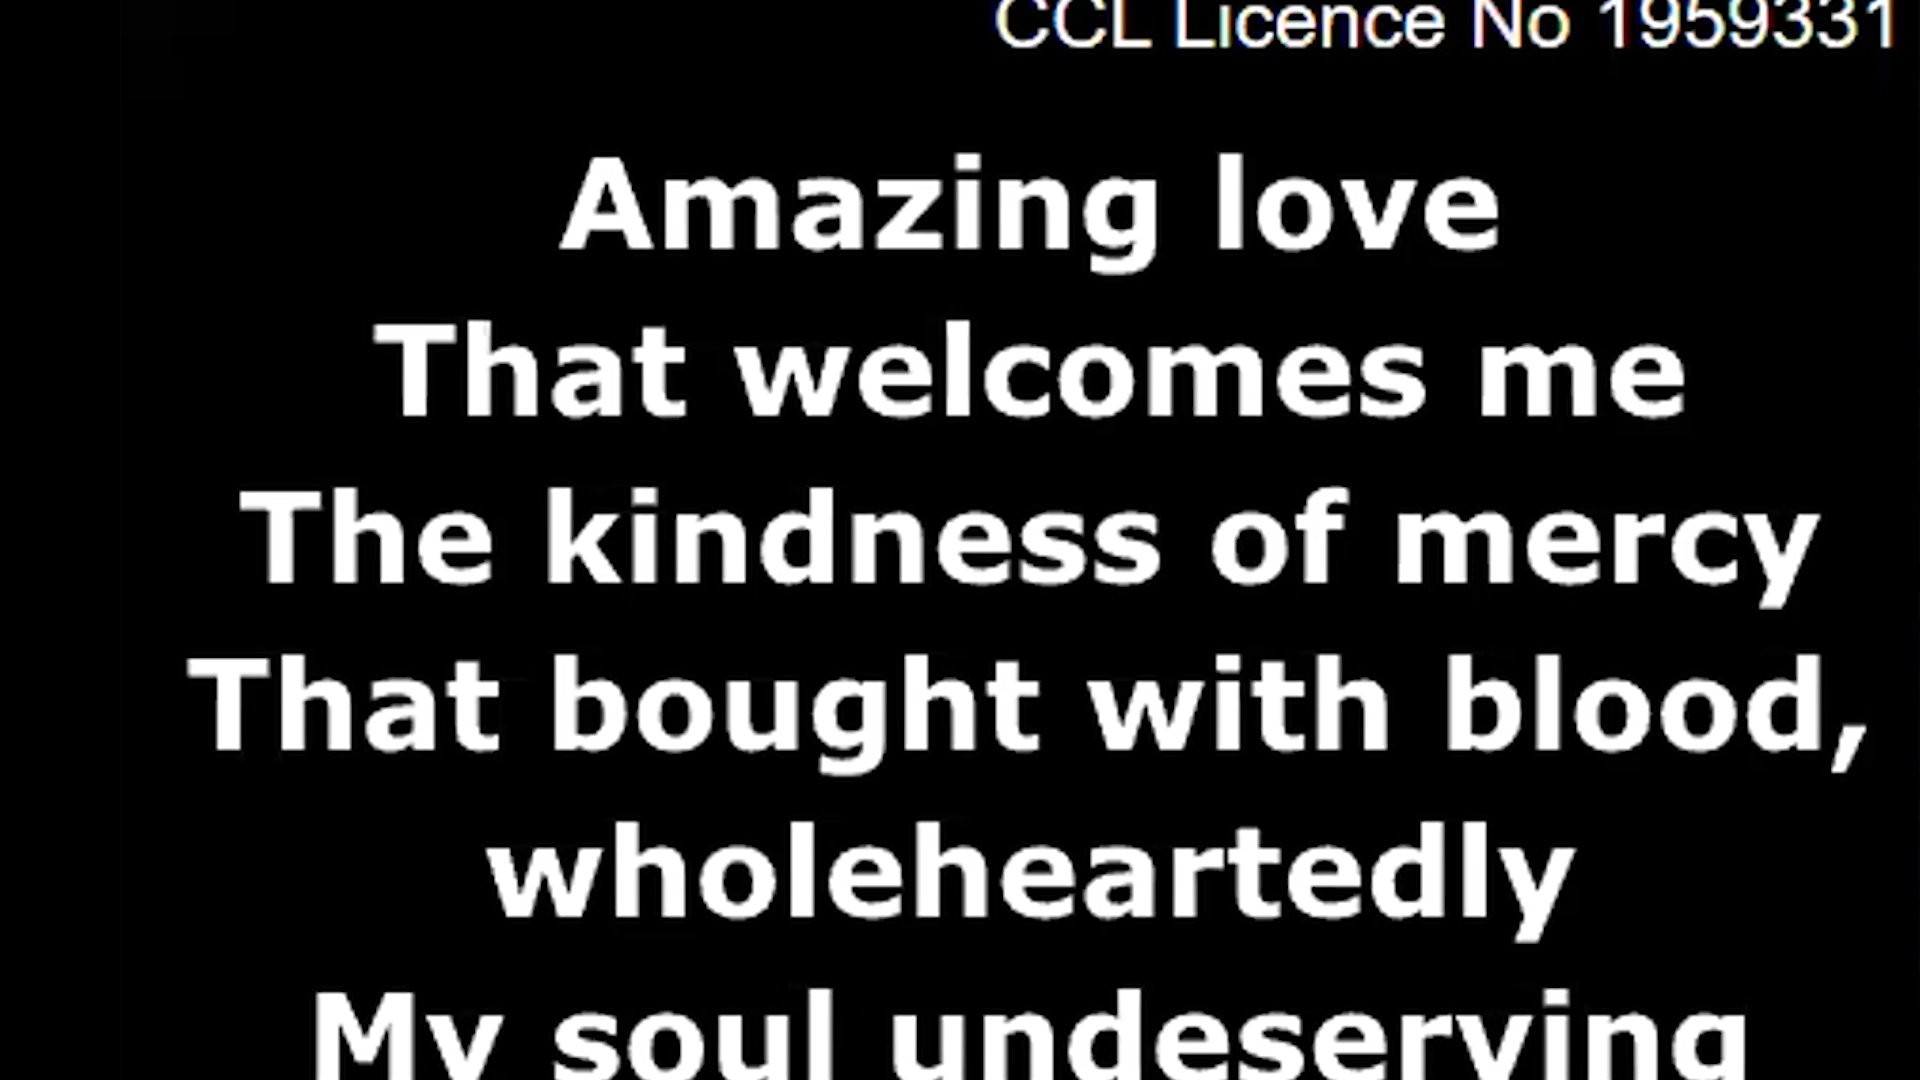 CCL Licence No 1959331
Amazing love
That welcomes me
The kindness of mercy
That bought with blood,
wholeheartedly
My soul undeserving